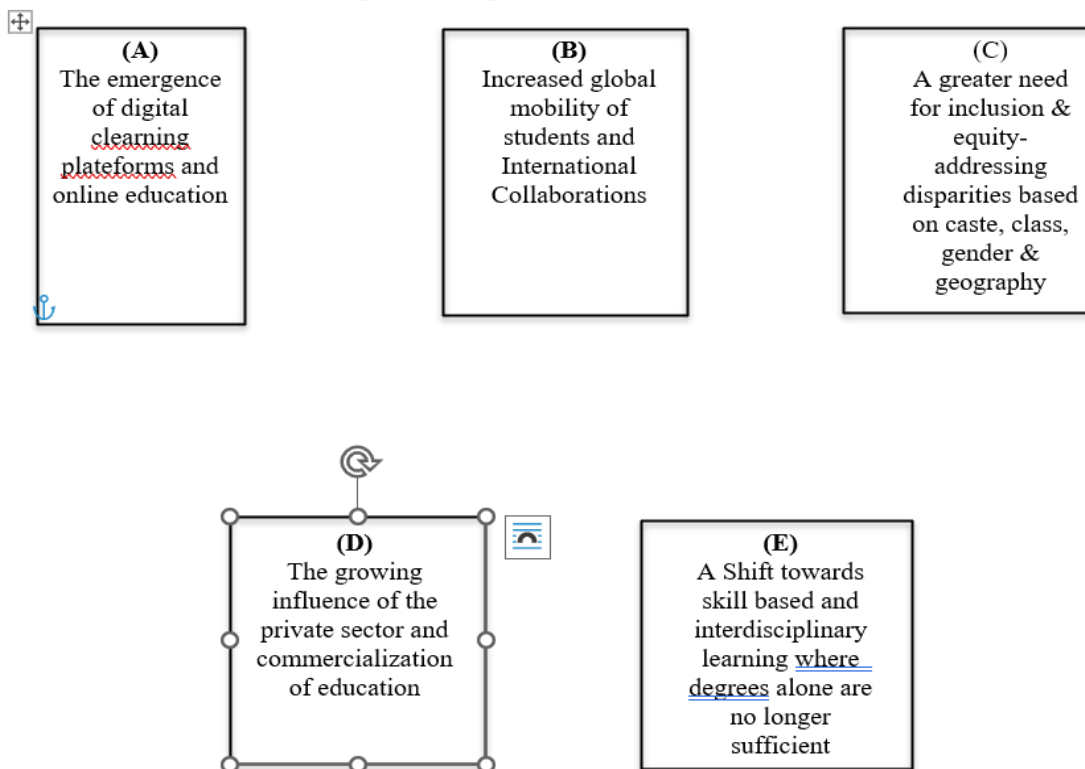 (A)
The emergence
of digital
clearning
plateforms and
online education
(B)
Increased global
mobility of
students and
International
Collaborations
(C)
A greater need
for inclusion &
equity-
addressing
disparities based
on caste, class,
gender &
geography
(D)
The growing
influence of the
private sector and
commercialization
of education
(E)
A Shift towards
skill based and
interdisciplinary
learning where
degrees alone are
no longer
sufficient